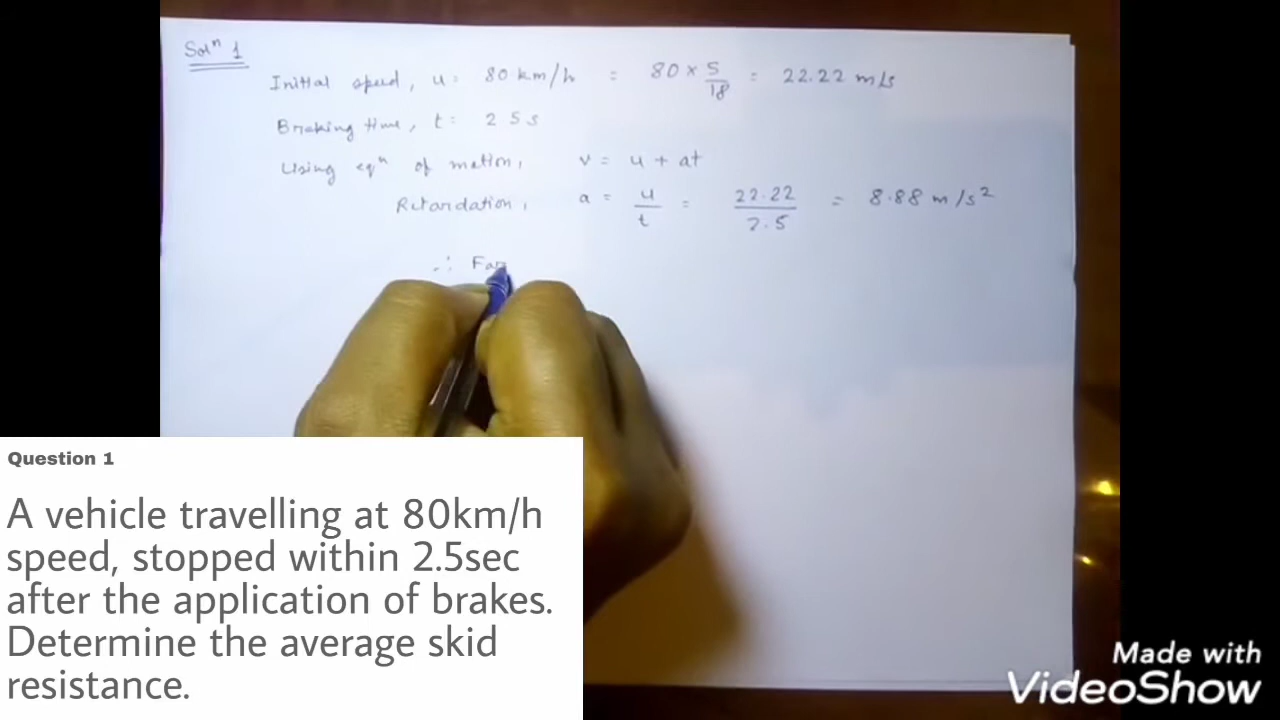 Solⁿ 1
Initial speed, u = 80 km/h = 80 × 5/18 = 22.22 m/s
Braking time, t = 2.5 s
Using eqⁿ of motion, v = u + at
Retardation, a = u/t = 22.22/2.5 = 8.88 m/s²
∴
Question 1
A vehicle travelling at 80km/h
speed, stopped within 2.5sec
after the application of brakes.
Determine the average skid
resistance.
Made with
VideoShow